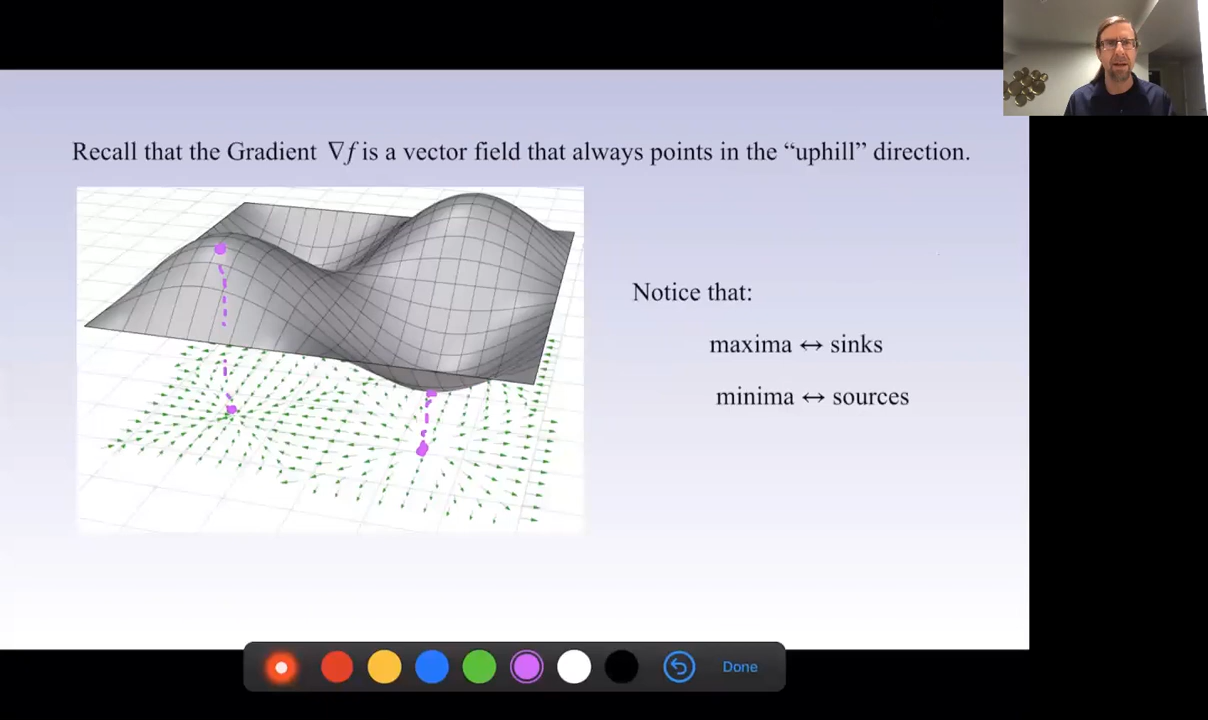 Recall that the Gradient ∇f is a vector field that always points in the “uphill” direction.
Notice that:
maxima ↔ sinks
minima ↔ sources
Done